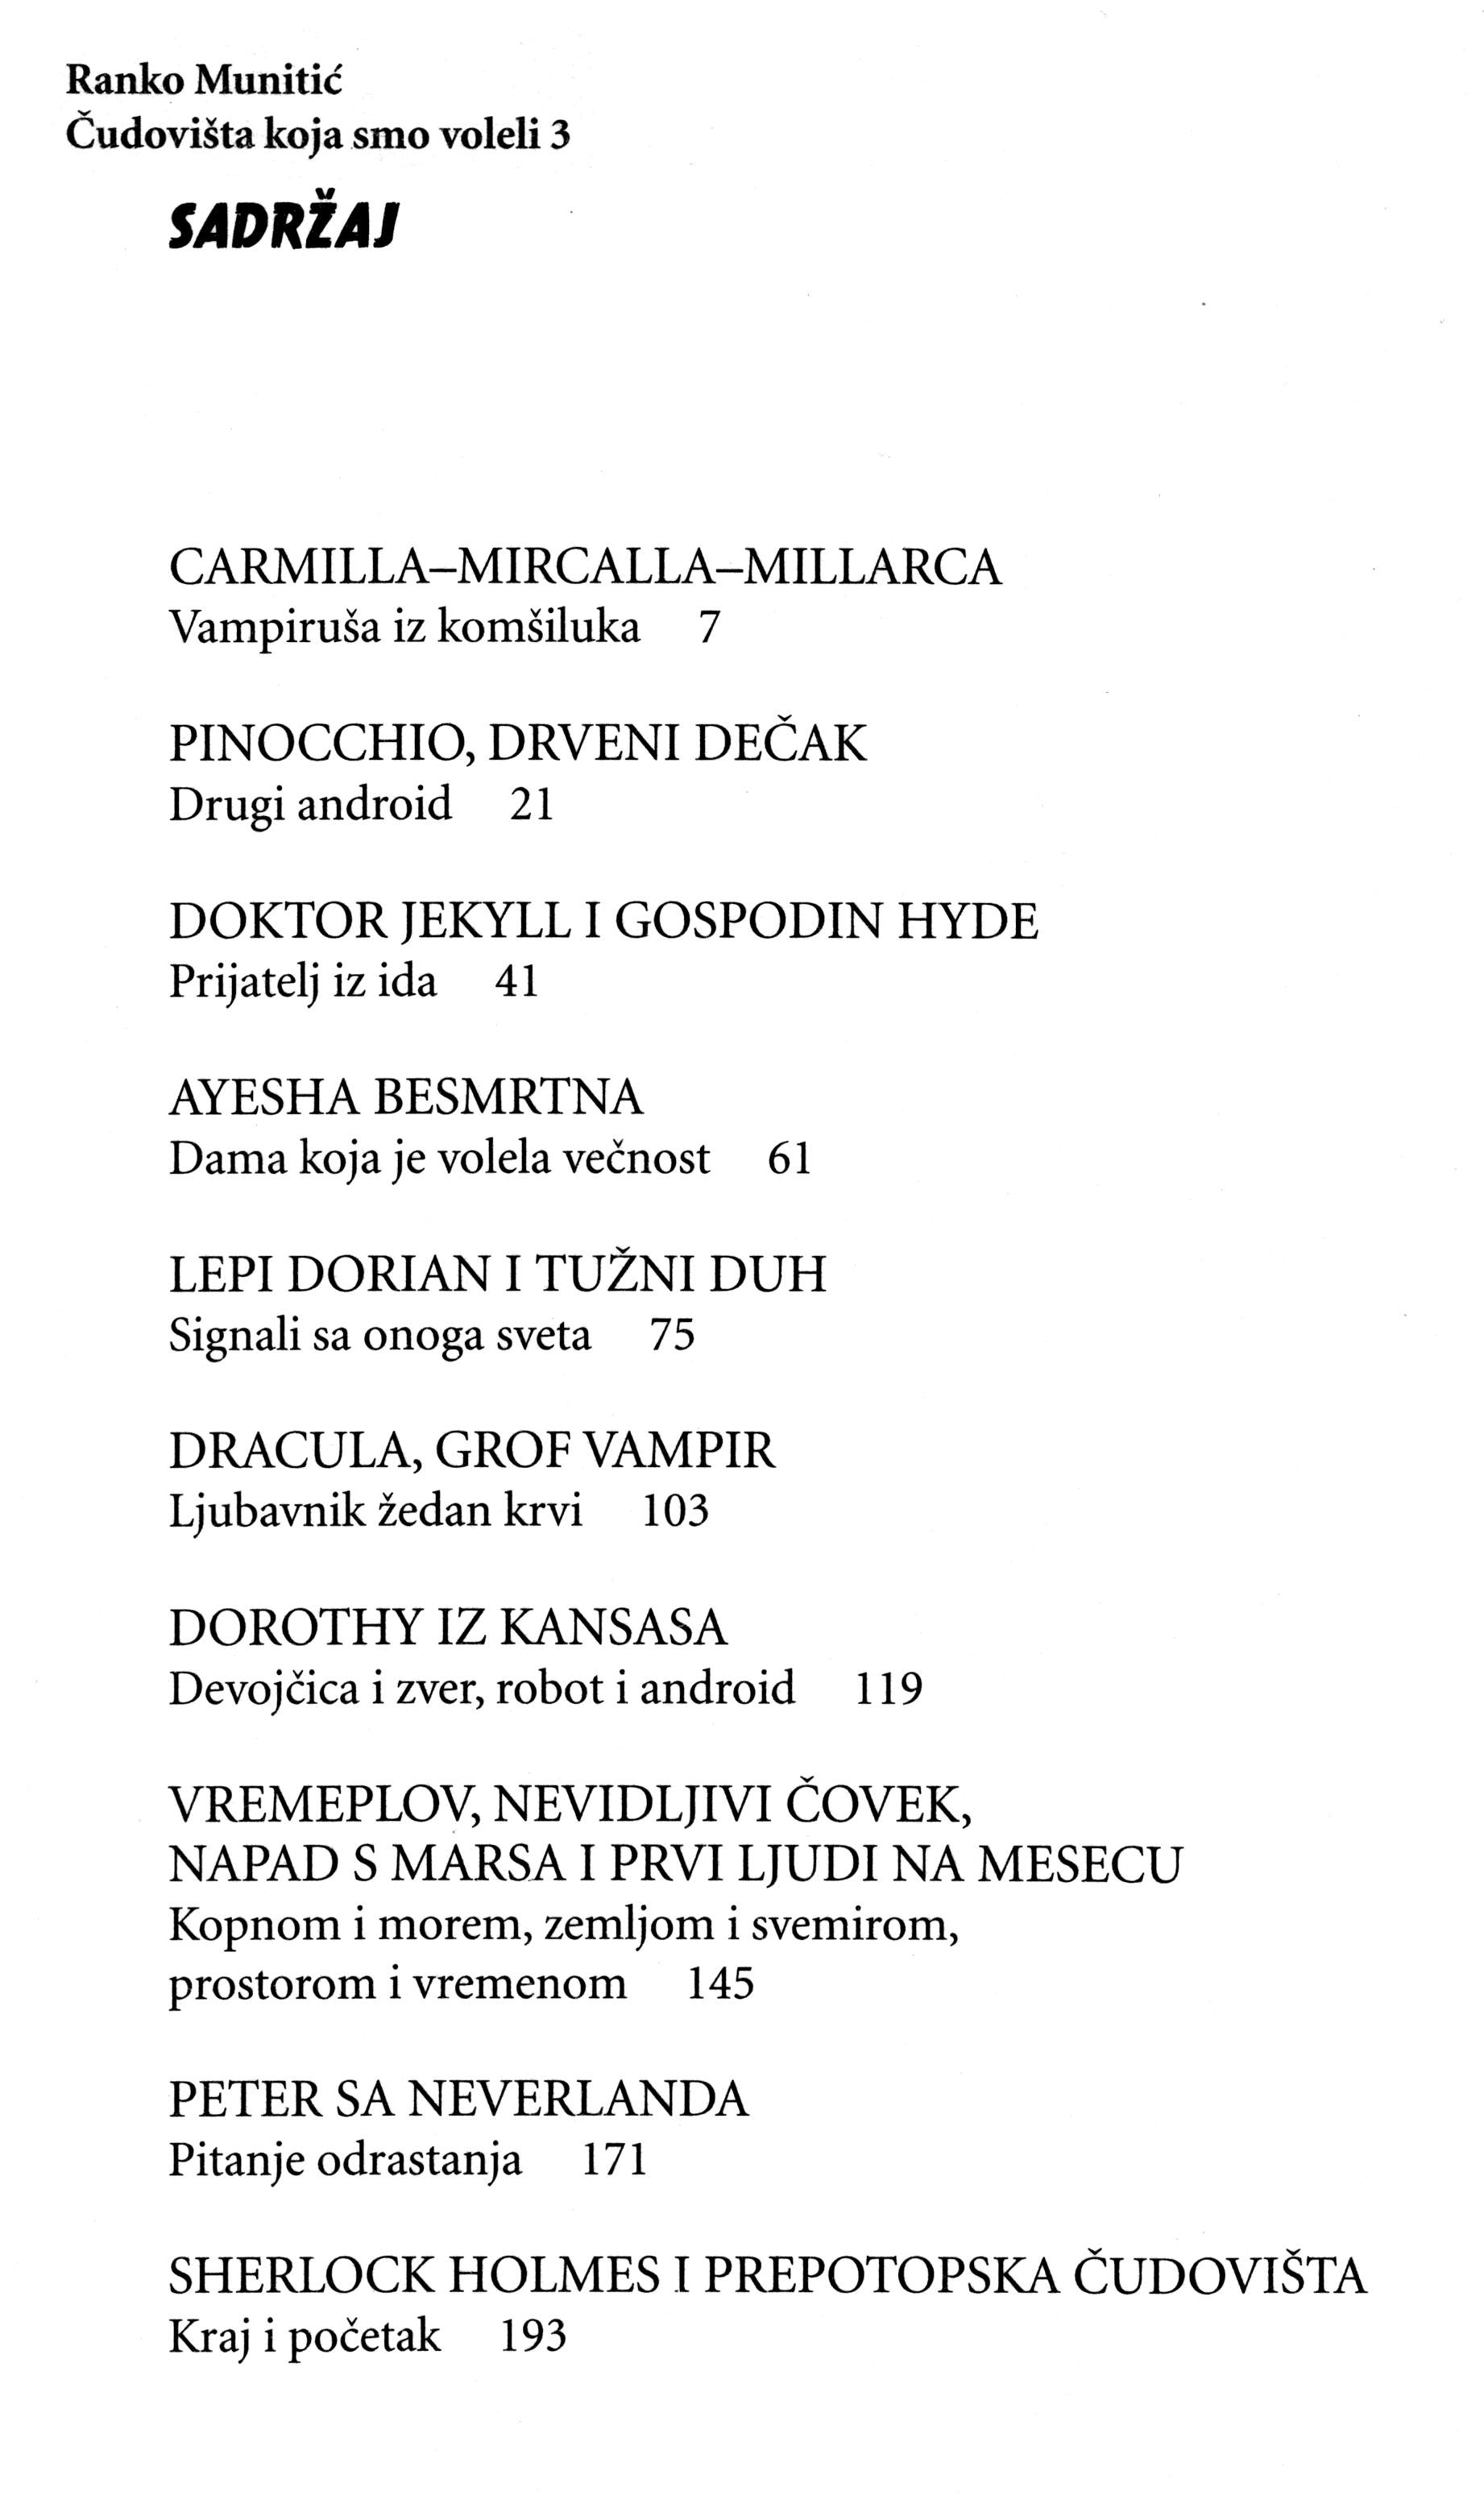 Ranko Munitić
Čudovišta koja smo voleli 3
SADRŽAJ
CARMILLA–MIRCALLA–MILLARCA
Vampiruša iz komšiluka 7
PINOCCHIO, DRVENI DEČAK
Drugi android 21
DOKTOR JEKYLL I GOSPODIN HYDE
Prijatelj iz ida 41
AYESHA BESMRTNA
Dama koja je volela večnost 61
LEPI DORIAN I TUŽNI DUH
Signali sa onoga sveta 75
DRACULA, GROF VAMPIR
Ljubavnik žedan krvi 103
DOROTHY IZ KANSASA
Devojčica i zver, robot i android 119
VREMEPLOV, NEVIDLJIVI ČOVEK,
NAPAD S MARSA I PRVI LJUDI NA MESECU
Kopnom i morem, zemljom i svemirom,
prostorom i vremenom 145
PETER SA NEVERLANDA
Pitanje odrastanja 171
SHERLOCK HOLMES I PREPOTOPSKA ČUDOVIŠTA
Kraj i početak 193